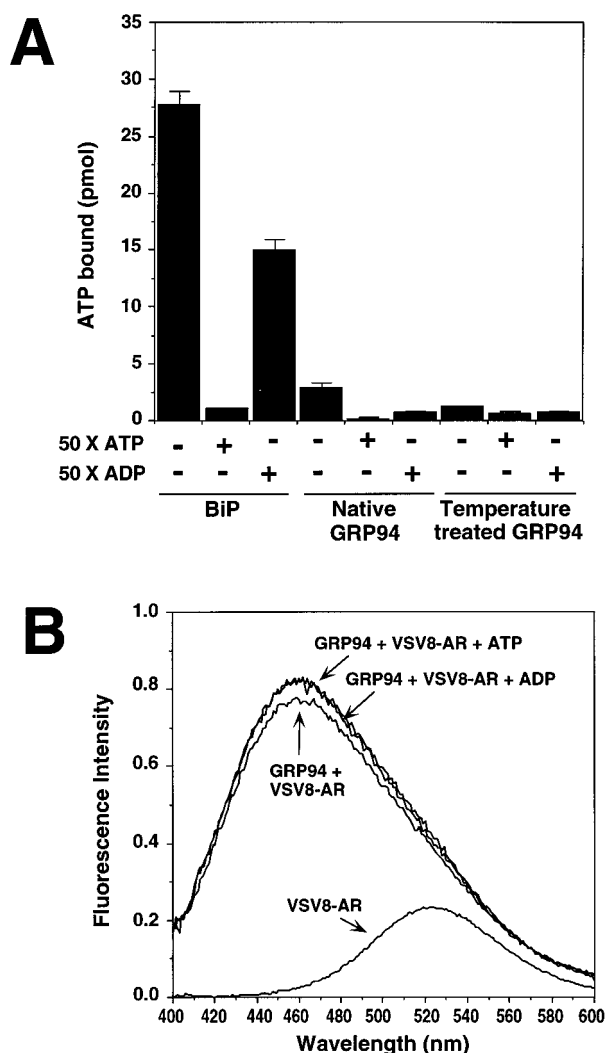 A
35
30
25
20
15
10
5
0
ATP bound (pmol)
50 X ATP - + - - + - - + -
50 X ADP - - + - - + - - +
BiP
Native
GRP94
Temperature
treated GRP94
B
1.0
0.8
0.6
0.4
0.2
0.0
Fluorescence Intensity
GRP94 + VSV8-AR + ATP
GRP94 + VSV8-AR + ADP
GRP94 +
VSV8-AR
VSV8-AR
400 420 440 460 480 500 520 540 560 580 600
Wavelength (nm)